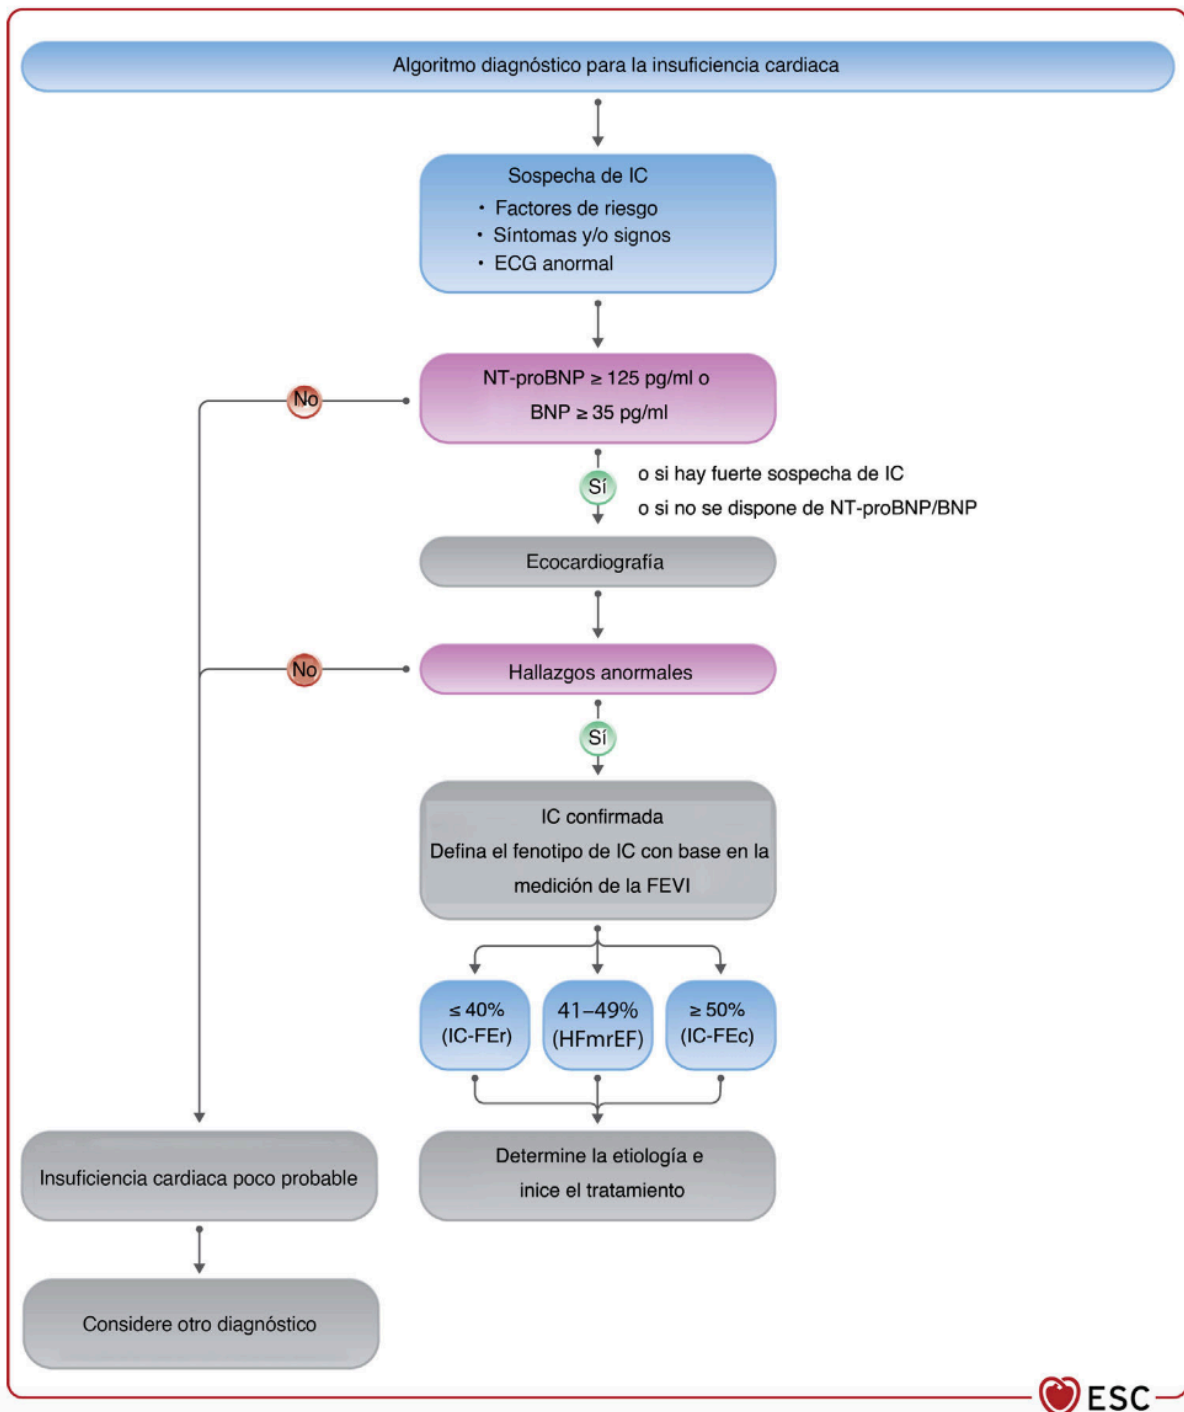 Algoritmo diagnóstico para la insuficiencia cardiaca
Sospecha de IC
• Factores de riesgo
• Síntomas y/o signos
• ECG anormal
NT-proBNP ≥ 125 pg/ml o
BNP ≥ 35 pg/ml
No
Sí
o si hay fuerte sospecha de IC
o si no se dispone de NT-proBNP/BNP
Ecocardiografía
No
Hallazgos anormales
Sí
IC confirmada
Defina el fenotipo de IC con base en la
medición de la FEVI
≤ 40%
(IC-FEr)
41–49%
(HFmrEF)
≥ 50%
(IC-FEc)
Insuficiencia cardiaca poco probable
Determine la etiología e
inice el tratamiento
Considere otro diagnóstico
ESC